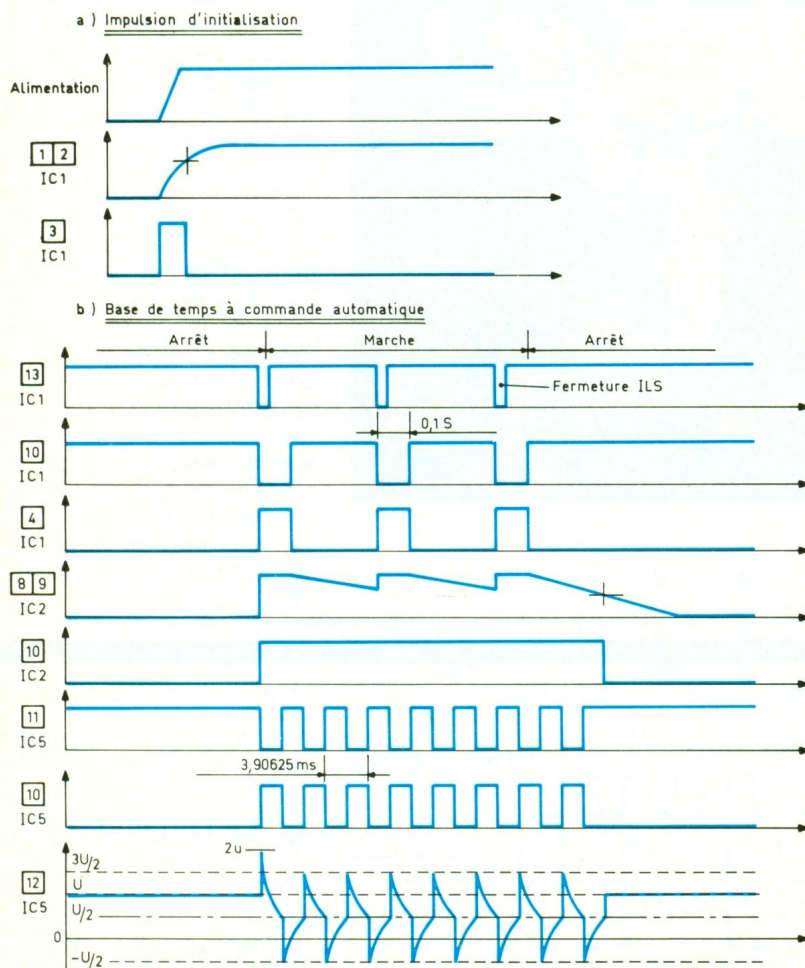 a ) Impulsion d'initialisation
Alimentation
1 2
IC1
3
IC1
b ) Base de temps à commande automatique
Arrêt Marche Arrêt
13
IC1
Fermeture ILS
0,1 S
10
IC1
4
IC1
8 9
IC2
10
IC2
11
IC5
3,90625 ms
10
IC5
2u
3U/2
12
IC5
U
U/2
0
-U/2